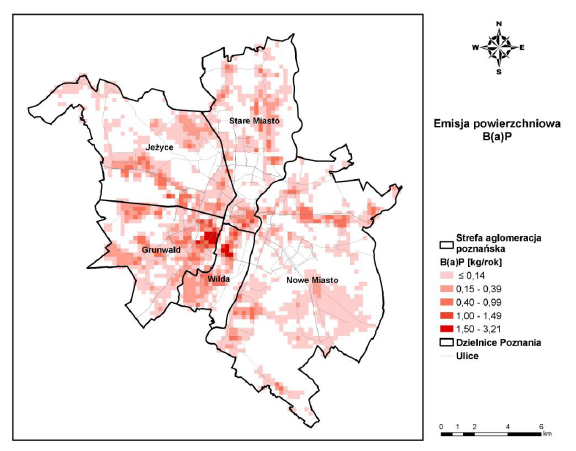 N
W E
S
Emisja powierzchniowa
B(a)P
Stare Miasto
Jeżyce
Grunwald
Wilda
Nowe Miasto
Strefa aglomeracja
poznańska
B(a)P [kg/rok]
≤ 0,14
0,15 - 0,39
0,40 - 0,99
1,00 - 1,49
1,50 - 3,21
Dzielnice Poznania
Ulice
0 1 2 4 6
km